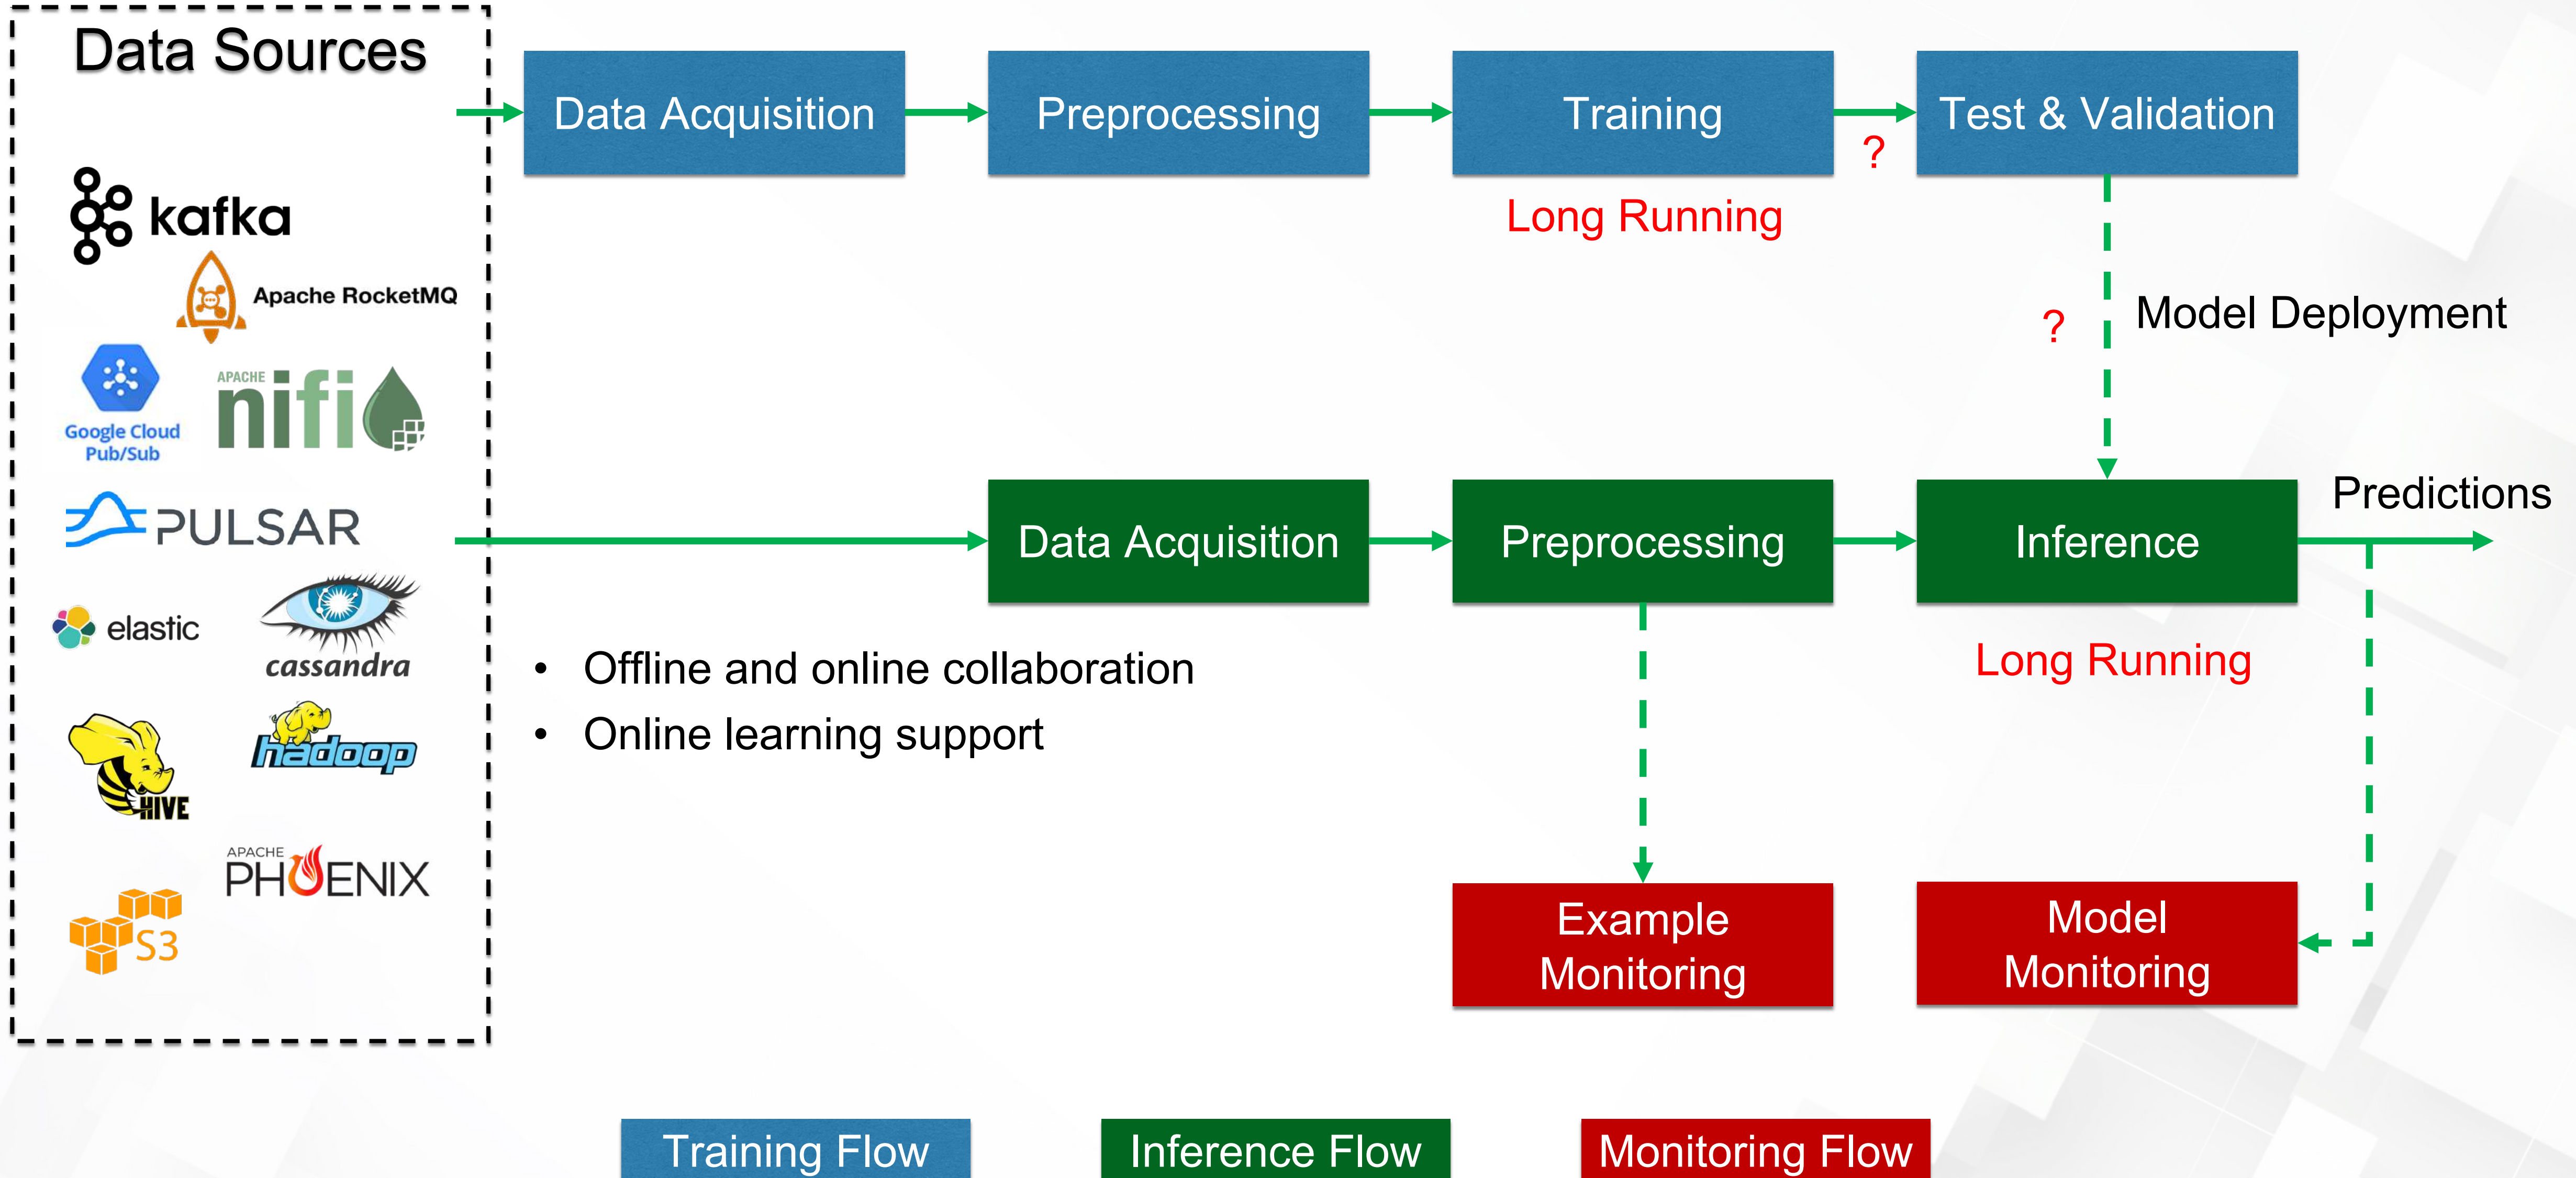 Data Sources
kafka
Apache RocketMQ
Google Cloud
Pub/Sub
APACHE
nifi
PULSAR
elastic
cassandra
HIVE
hadoop
APACHE
PHOENIX
S3
Data Acquisition
Preprocessing
Training
?
Test & Validation
Long Running
?
Model Deployment
Data Acquisition
Preprocessing
Inference
Predictions
Long Running
• Offline and online collaboration
• Online learning support
Example
Monitoring
Model
Monitoring
Training Flow
Inference Flow
Monitoring Flow